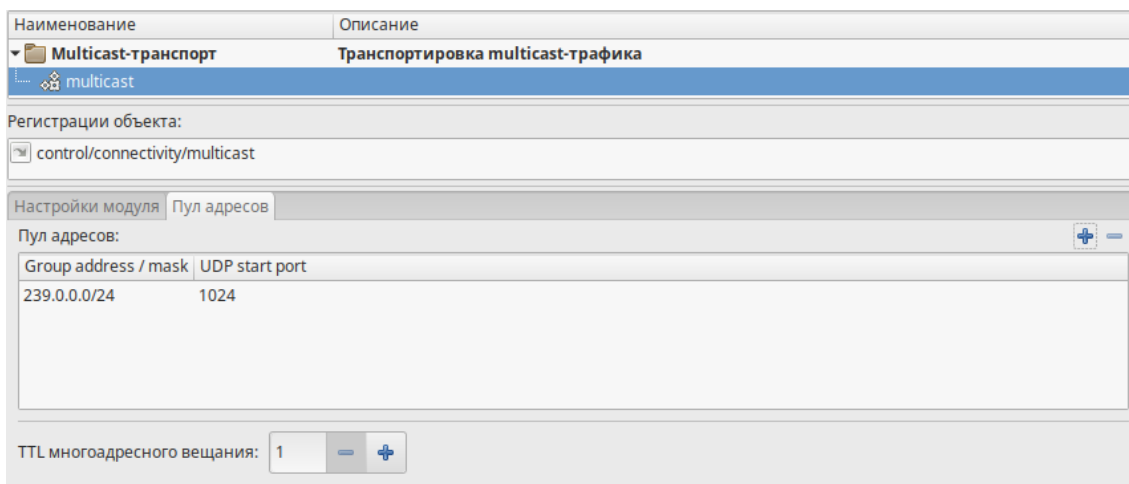 Наименование Описание
Multicast-транспорт Транспортировка multicast-трафика
multicast
Регистрации объекта:
control/connectivity/multicast
Настройки модуля Пул адресов
Пул адресов:
Group address / mask UDP start port
239.0.0.0/24 1024
TTL многоадресного вещания: 1